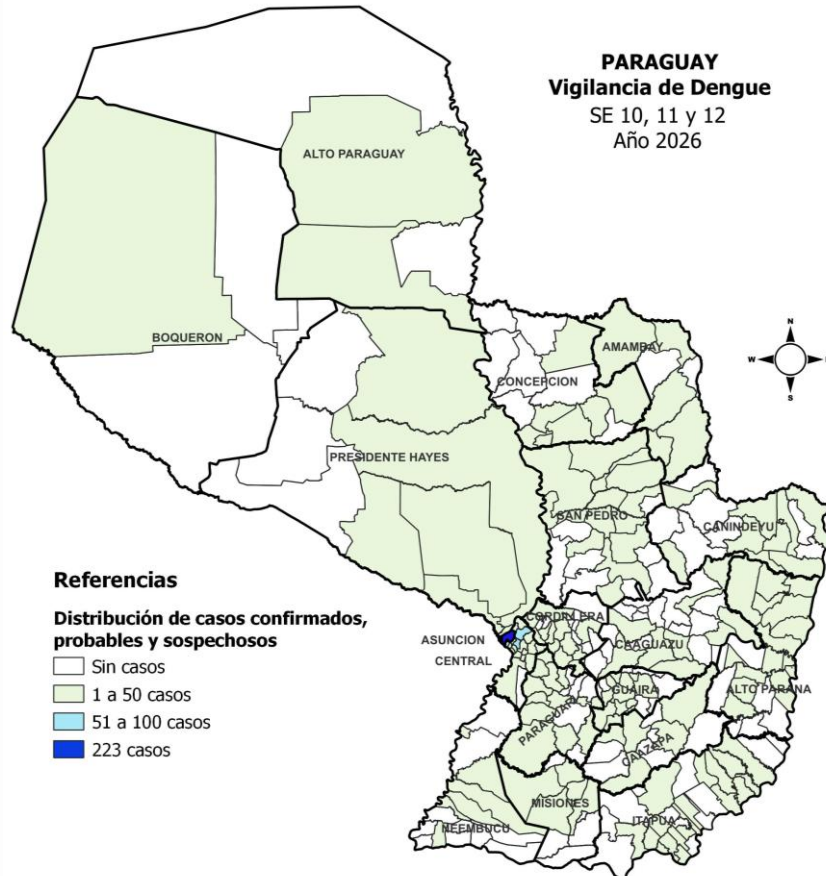 PARAGUAY
Vigilancia de Dengue
SE 10, 11 y 12
Año 2026
ALTO PARAGUAY
BOQUERON
AMAMBAY
CONCEPCION
N
W
S
PRESIDENTE HAYES
SAN PEDRO
CANINDEYU
CORDILLERA
ASUNCION
CENTRAL
CAAGUAZU
GUAIRA
ALTO PARANA
PARAGUARI
CAAZAPA
MISIONES
ÑEEMBUCU
ITAPUA
Referencias
Distribución de casos confirmados,
probables y sospechosos
Sin casos
1 a 50 casos
51 a 100 casos
223 casos